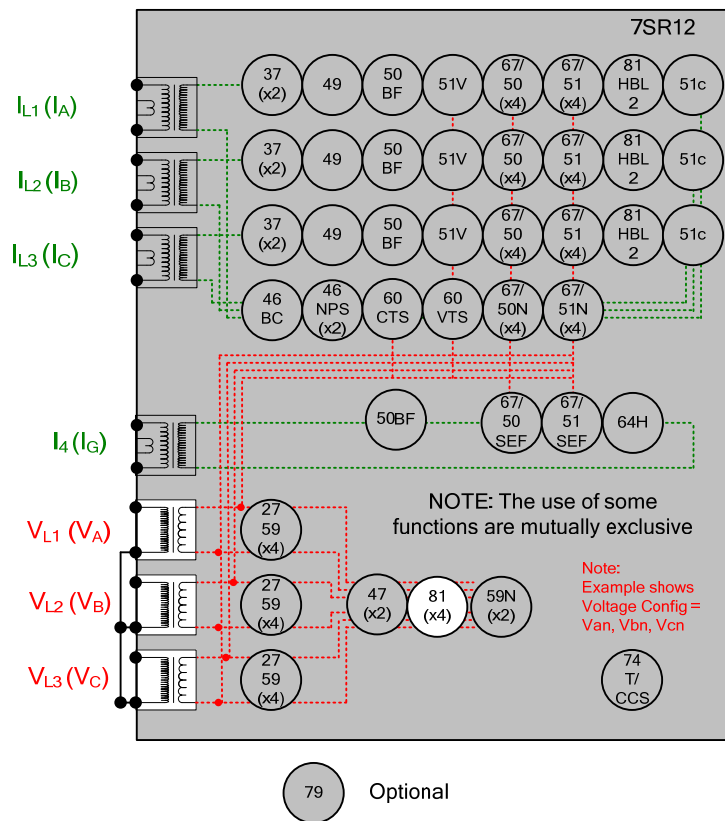 7SR12
IL1 (IA)
37 (x2)
49
50 BF
51V
67/ 50 (x4)
67/ 51 (x4)
81 HBL 2
51c
IL2 (IB)
37 (x2)
49
50 BF
51V
67/ 50 (x4)
67/ 51 (x4)
81 HBL 2
51c
IL3 (IC)
37 (x2)
49
50 BF
51V
67/ 50 (x4)
67/ 51 (x4)
81 HBL 2
51c
46 BC
46 NPS (x2)
60 CTS
60 VTS
67/ 50N (x4)
67/ 51N (x4)
I4 (IG)
50BF
67/ 50 SEF
67/ 51 SEF
64H
NOTE: The use of some
functions are mutually exclusive
VL1 (VA)
27 59 (x4)
VL2 (VB)
27 59 (x4)
47 (x2)
81 (x4)
59N (x2)
Note:
Example shows
Voltage Config =
Van, Vbn, Vcn
VL3 (VC)
27 59 (x4)
74 T/ CCS
79
Optional